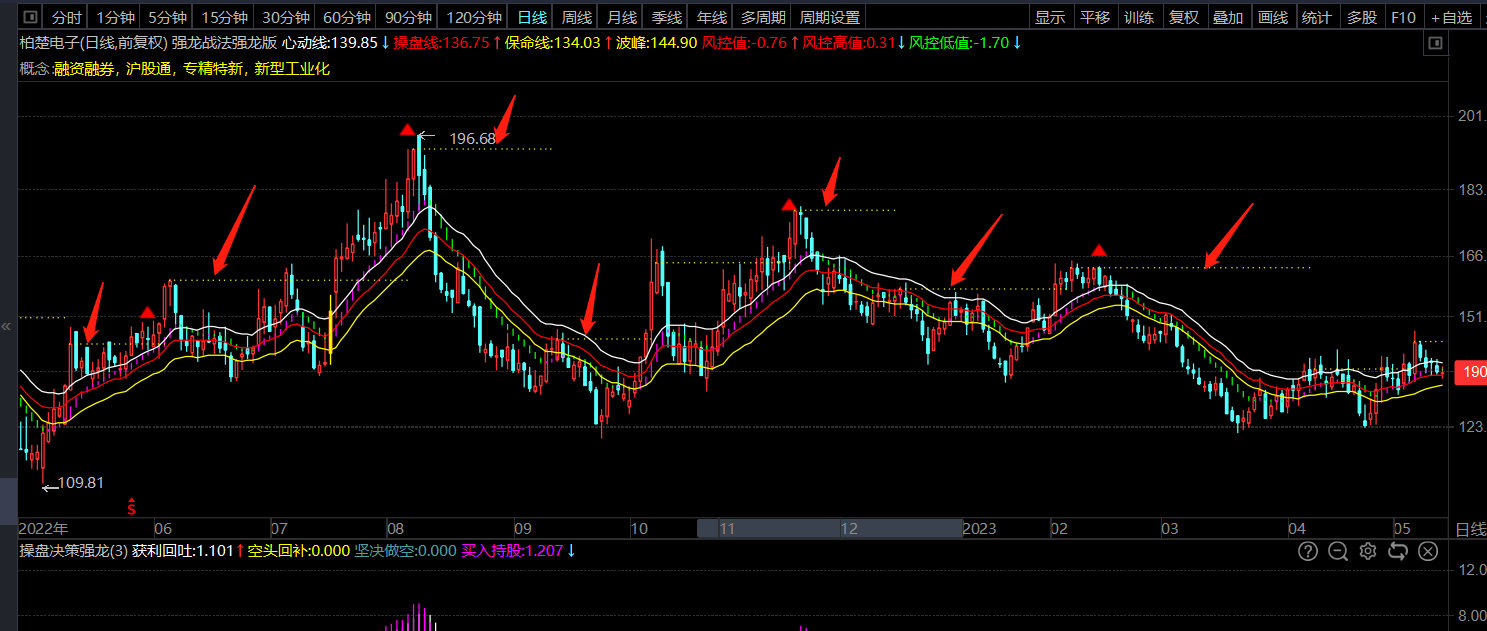 分时 1分钟 5分钟 15分钟 30分钟 60分钟 90分钟 120分钟 日线 周线 月线 季线 年线 多周期 周期设置 显示 平移 训练 复权 叠加 画线 统计 多股 F10 +自选
柏楚电子(日线,前复权) 强龙战法强龙版 心动线:139.85↓操盘线:136.75↑保命线:134.03↑波峰:144.90 风控值:-0.76↑风控高值:0.31↓风控低值:-1.70↓
概念:融资融券, 沪股通, 专精特新, 新型工业化
201.
196.68
183.
166.
151.
190
123.
109.81
S
2022年 06 07 08 09 10 11 12 2023 02 03 04 05 日线
操盘决策强龙(3) 获利回吐:1.101↑空头回补:0.000 坚决做空:0.000 买入持股:1.207↓
12.0
8.00